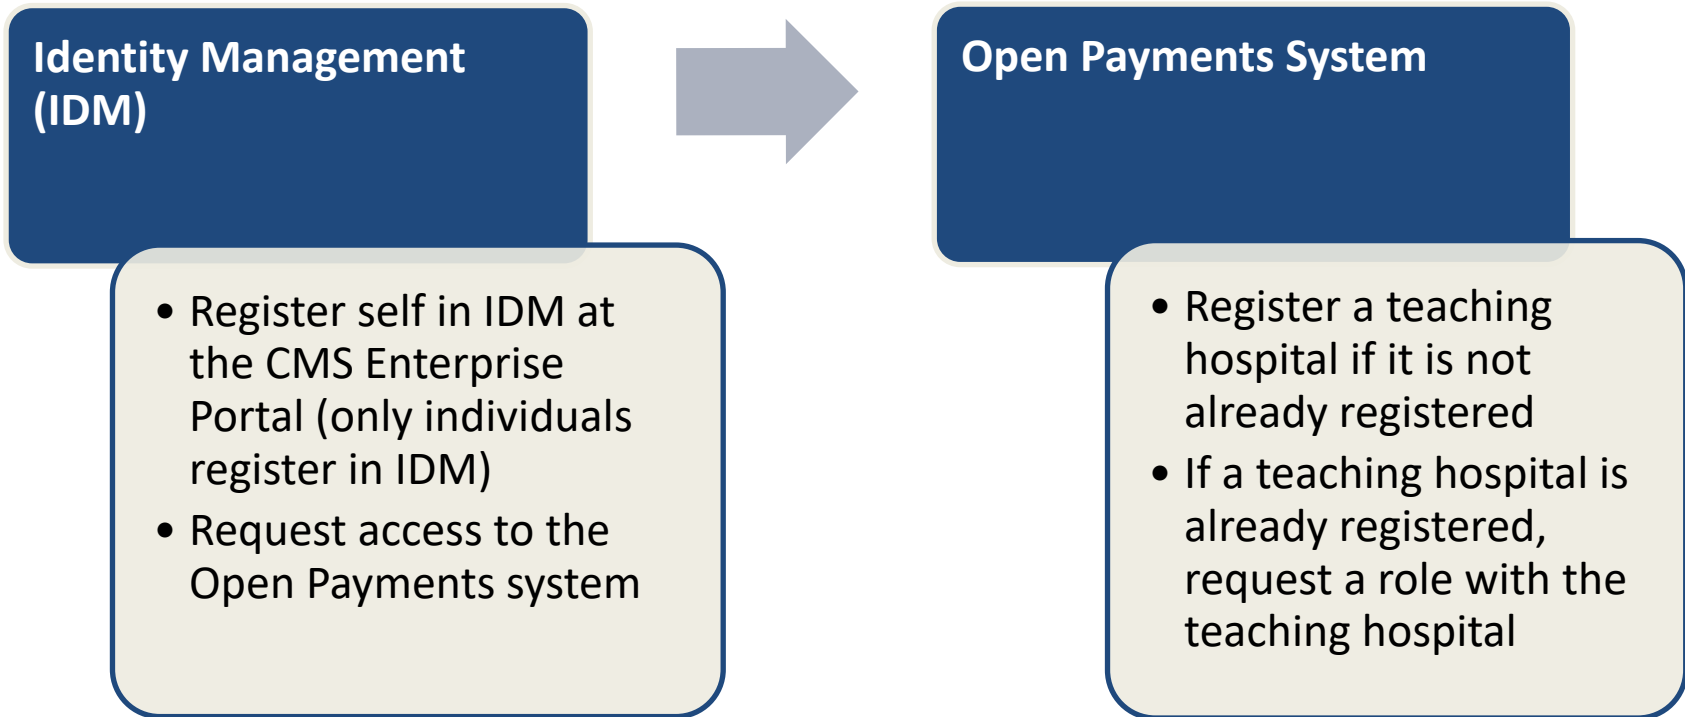 Identity Management
(IDM)
• Register self in IDM at
the CMS Enterprise
Portal (only individuals
register in IDM)
• Request access to the
Open Payments system
Open Payments System
• Register a teaching
hospital if it is not
already registered
• If a teaching hospital is
already registered,
request a role with the
teaching hospital